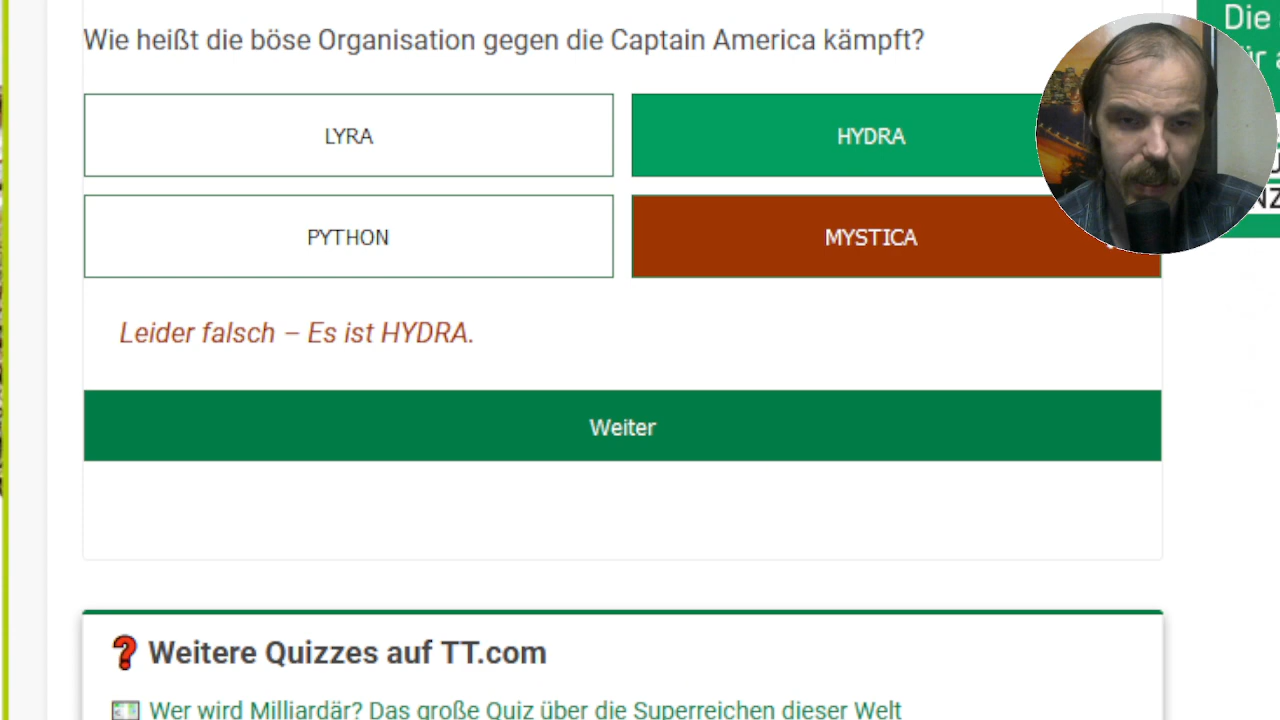 Wie heißt die böse Organisation gegen die Captain America kämpft?
LYRA
HYDRA
PYTHON
MYSTICA
Leider falsch – Es ist HYDRA.
Weiter
Weitere Quizzes auf TT.com
Wer wird Milliardär? Das große Quiz über die Superreichen dieser Welt
Die